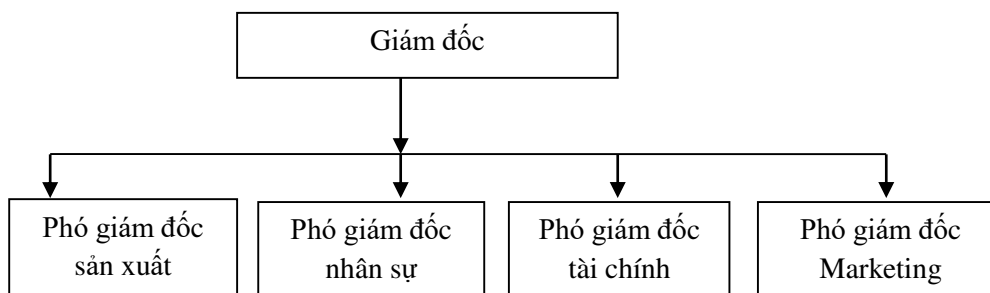 Giám đốc
Phó giám đốc
sản xuất
Phó giám đốc
nhân sự
Phó giám đốc
tài chính
Phó giám đốc
Marketing